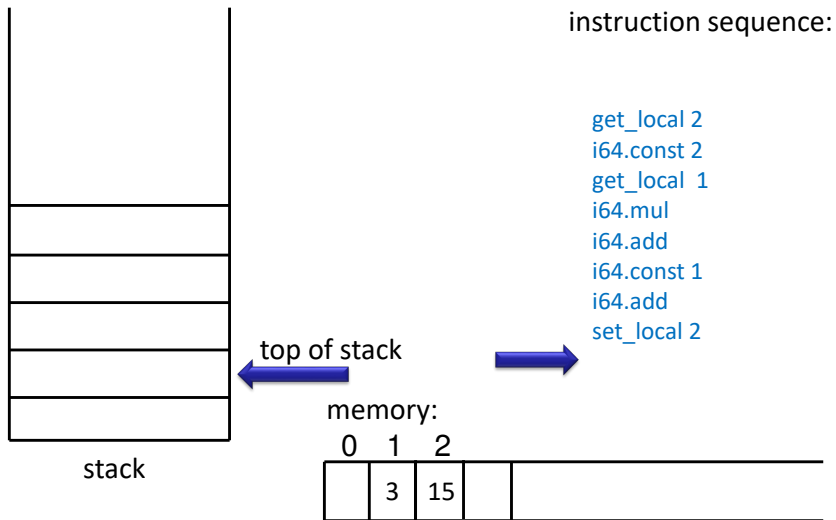 instruction sequence:
get_local 2
i64.const 2
get_local 1
i64.mul
i64.add
i64.const 1
i64.add
set_local 2
top of stack
memory:
0 1 2
stack
3 15